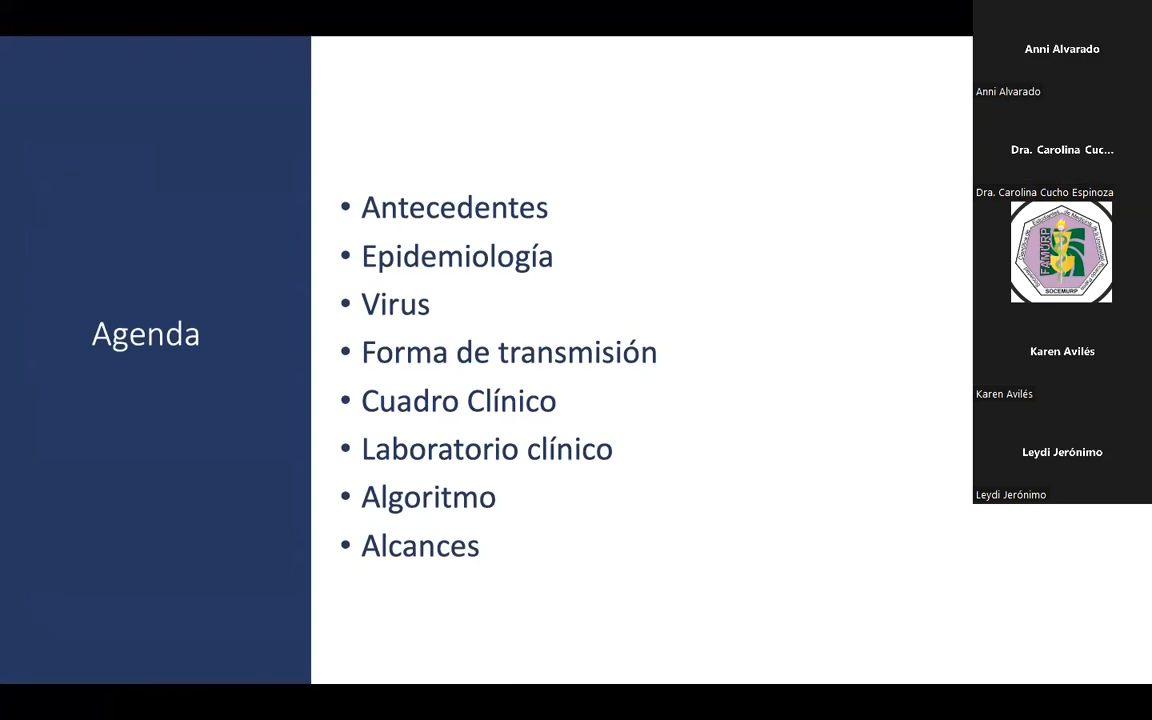 Agenda
• Antecedentes
• Epidemiología
• Virus
• Forma de transmisión
• Cuadro Clínico
• Laboratorio clínico
• Algoritmo
• Alcances
Anni Alvarado
Anni Alvarado
Dra. Carolina Cuc...
Dra. Carolina Cucho Espinoza
FAMURP
SOCEMURP
Karen Avilés
Karen Avilés
Leydi Jerónimo
Leydi Jerónimo